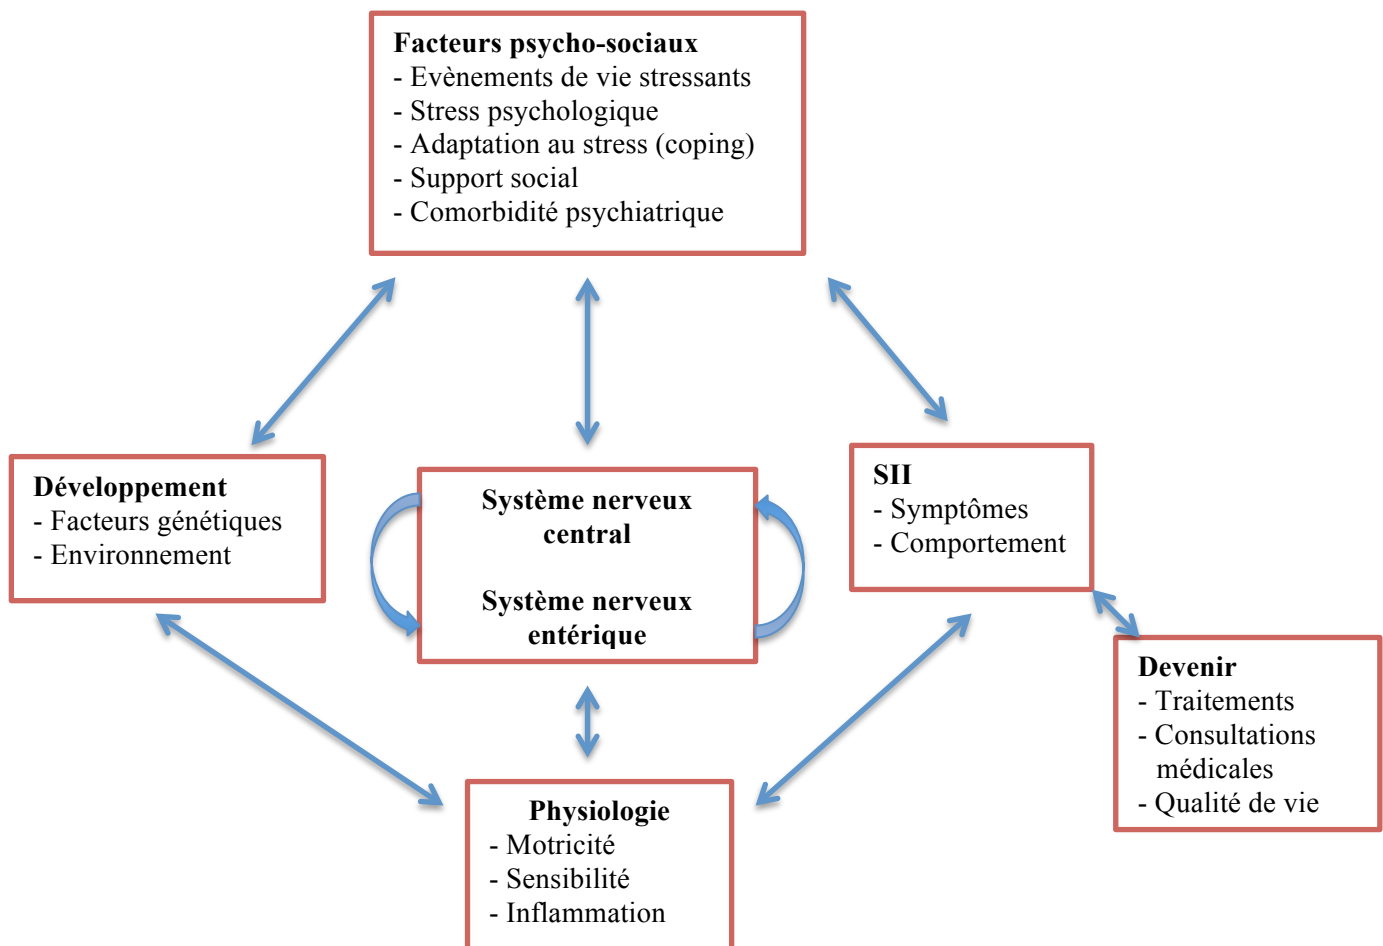 Facteurs psycho-sociaux
- Evènements de vie stressants
- Stress psychologique
- Adaptation au stress (coping)
- Support social
- Comorbidité psychiatrique
Développement
- Facteurs génétiques
- Environnement
Système nerveux
central
Système nerveux
entérique
SII
- Symptômes
- Comportement
Devenir
- Traitements
- Consultations
médicales
- Qualité de vie
Physiologie
- Motricité
- Sensibilité
- Inflammation